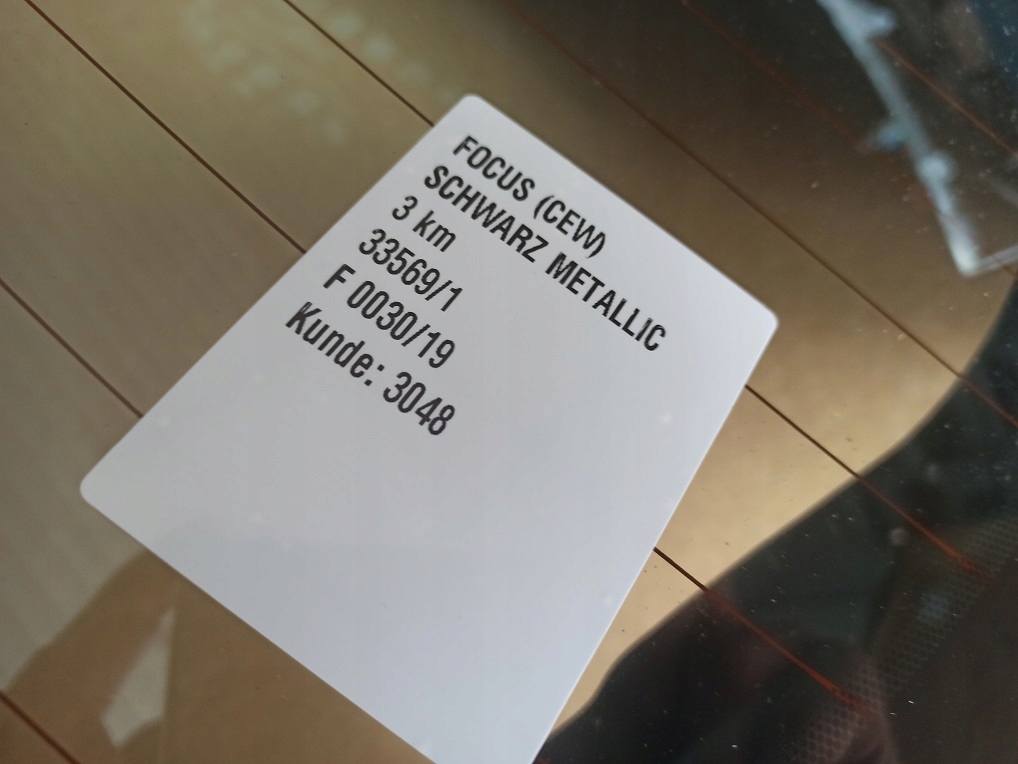 FOCUS (CEW)
SCHWARZ METALLIC
3 km
33569/1
F 0030/19
Kunde: 3048